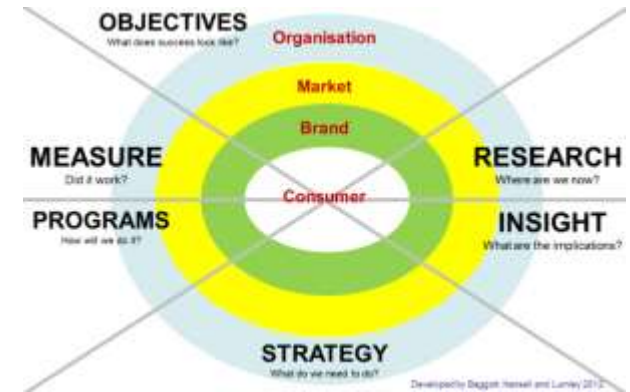 OBJECTIVES
What does success look like?
Organisation
Market
Brand
MEASURE
Did it work?
RESEARCH
Where are we now?
Consumer
PROGRAMS
How will we do it?
INSIGHT
What are the implications?
STRATEGY
What do we need to do?
Developed by Baggott Hansell and Lumley 2012